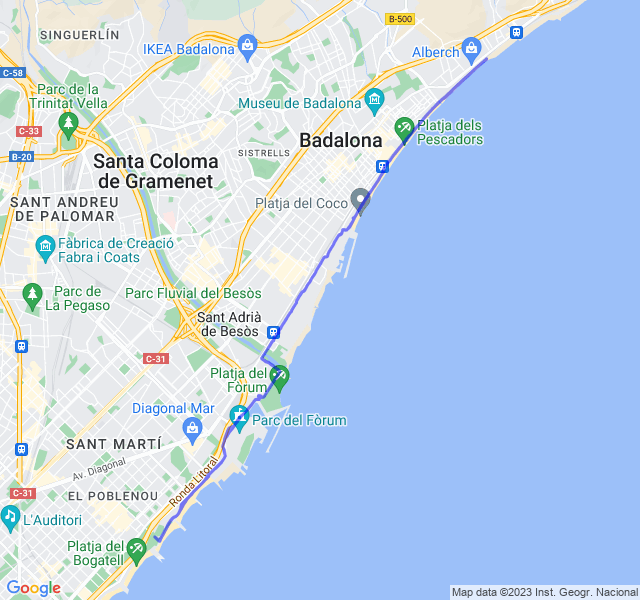 B-500
SINGUERLÍN
IKEA Badalona
Alberch
C-58
Parc de la
Trinitat Vella
Museu de Badalona
Platja dels
Pescadors
C-33
Badalona
B-20
SISTRELLS
Santa Coloma
de Gramenet
SANT ANDREU
DE PALOMAR
Platja del Coco
Fàbrica de Creació
Fabra i Coats
Parc de
La Pegaso
Parc Fluvial del Besòs
Sant Adrià
de Besòs
C-31
Platja del
Fòrum
Diagonal Mar
Parc del Fòrum
SANT MARTÍ
Av. Diagonal
Ronda Litoral
C-31
EL POBLENOU
L'Auditori
Platja del
Bogatell
Google
Map data ©2023 Inst. Geogr. Nacional